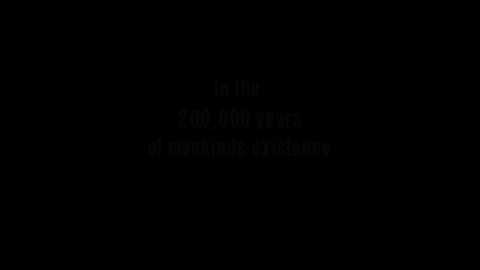 In the
200,000 years
of mankinds existance